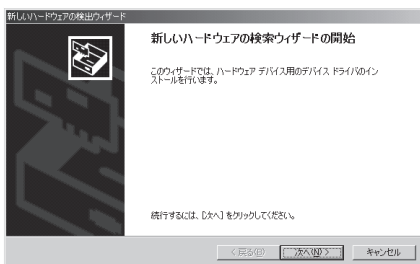 新しいハードウェアの検出ウィザード
新しいハードウェアの検索ウィザードの開始
このウィザードでは、ハードウェア デバイス用のデバイス ドライバのイン
ストールを行います。
続行するには、[次へ] をクリックしてください。
< 戻る(B) 次へ(N) > キャンセル